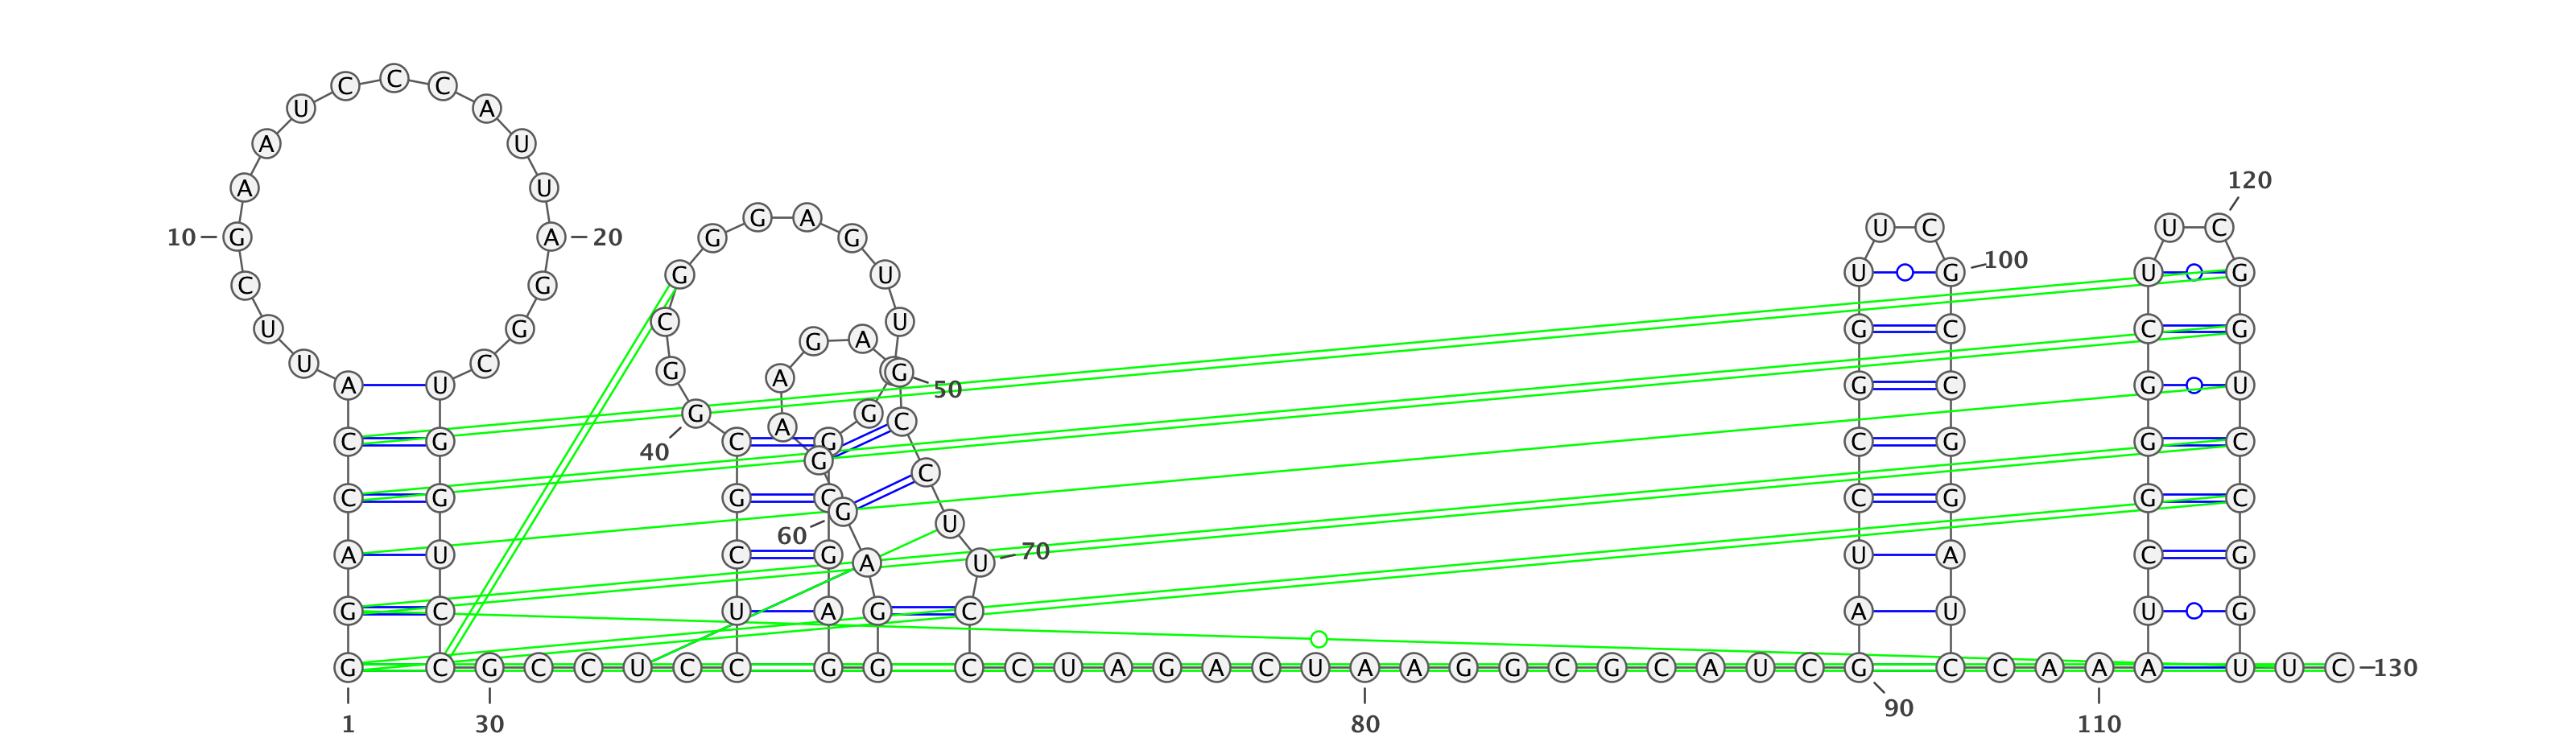 C C C
U A
A U
120
A U
G A
U C U C
10 G A 20 G G
100
G U U G U G
C G
C U
U G G C C G
G A
U C
G G
A
A U G C G U
50
G G
A C
C G C G C G G C
40
G
C
C G G C C G G C
G
U
60
70
A U C G A U U A C G
G C U A G C A U U G
G C G C C U C C G G C C U A G A C U A A G G C G C A U C G C C A A A U U C 130
90
1 30 80 110